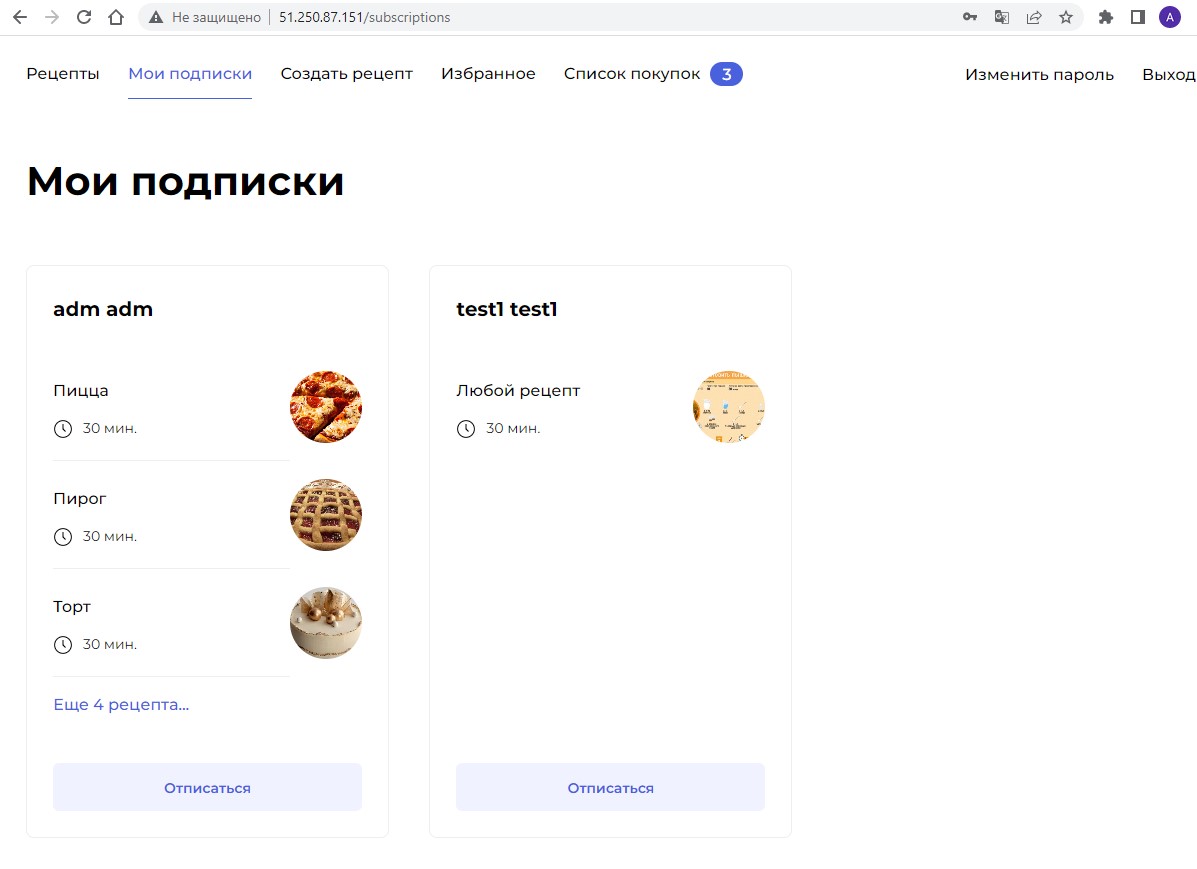 Не защищено 51.250.87.151/subscriptions A
Рецепты Мои подписки Создать рецепт Избранное Список покупок 3 Изменить пароль Выход
Мои подписки
adm adm
Пицца
30 мин.
Пирог
30 мин.
Торт
30 мин.
Еще 4 рецепта...
Отписаться
test1 test1
Любой рецепт
30 мин.
Отписаться